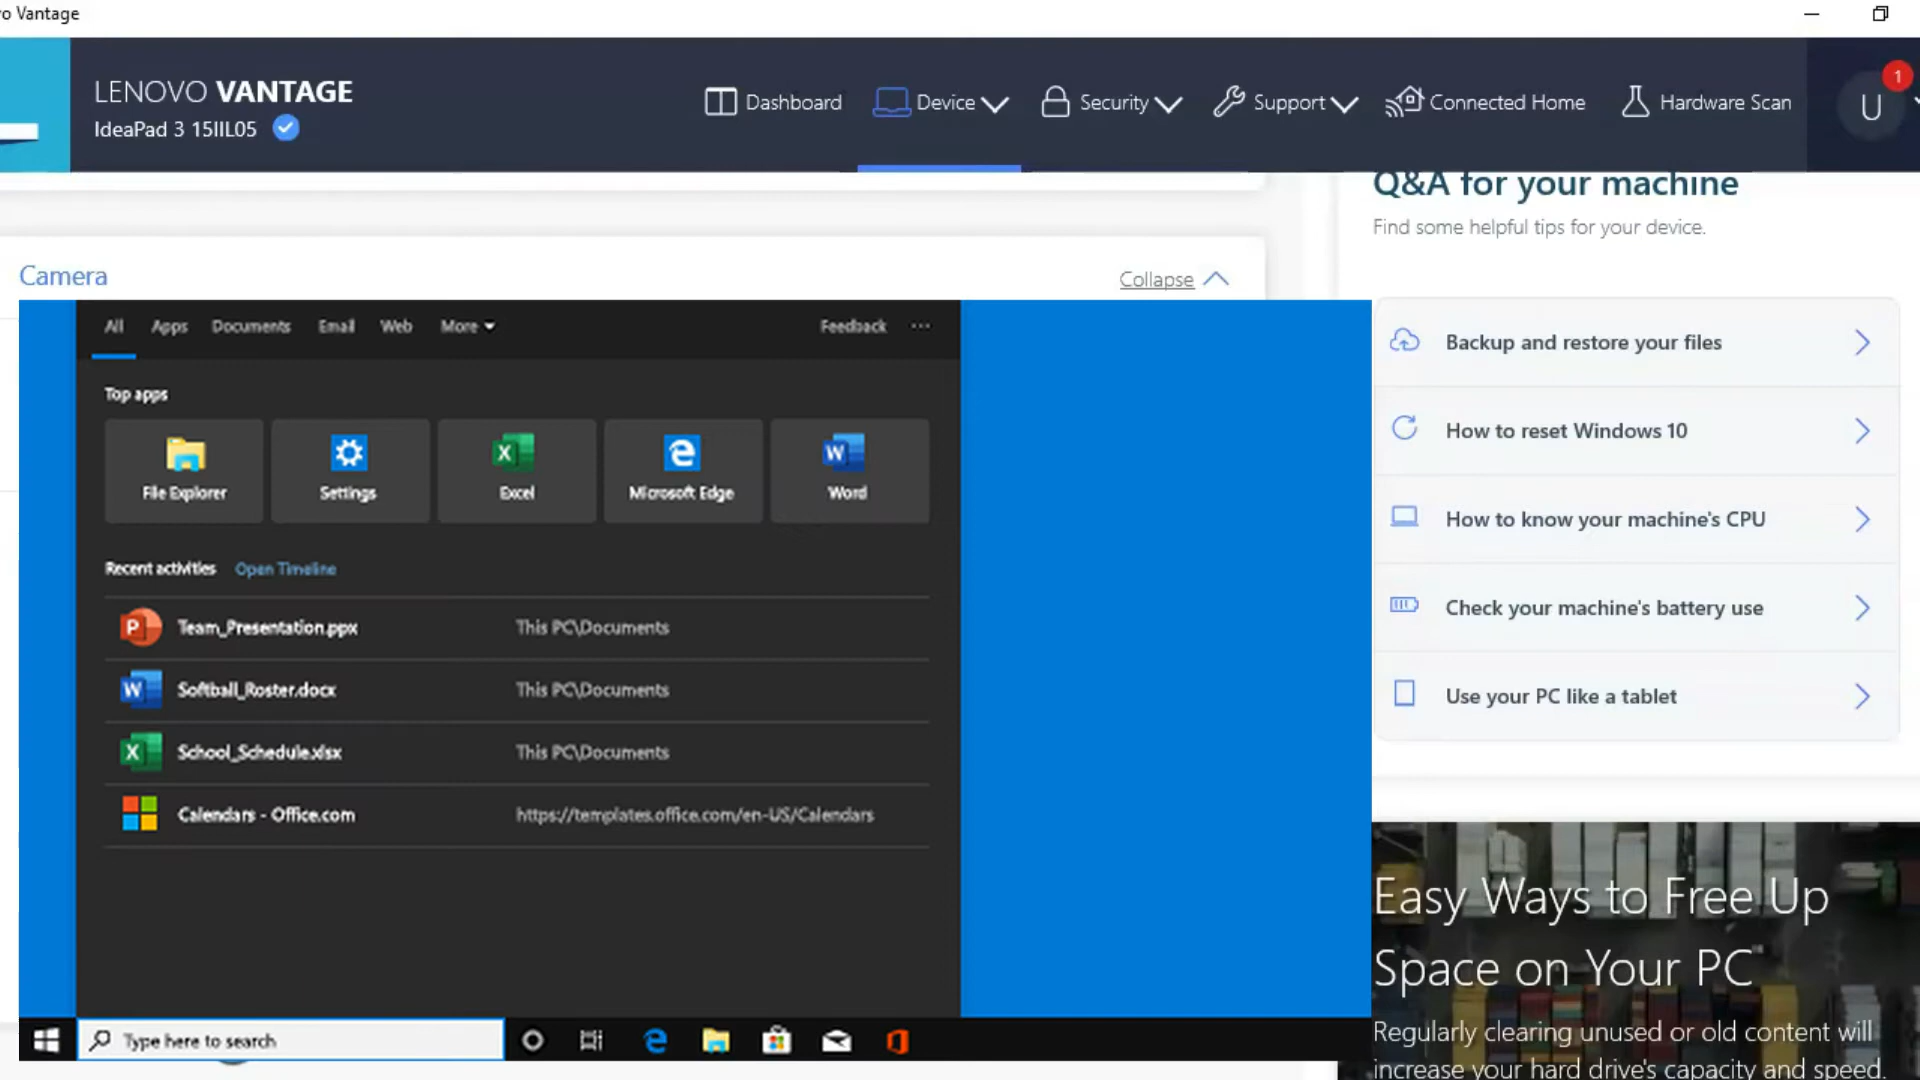 o Vantage
LENOVO VANTAGE
IdeaPad 3 15IIL05
Dashboard
Device
Security
Support
Connected Home
Hardware Scan
U
1
Q&A for your machine
Find some helpful tips for your device.
Camera
Collapse
All
Apps
Documents
Email
Web
More
Feedback
Top apps
File Explorer
Settings
Excel
Microsoft Edge
Word
Recent activities
Open Timeline
Team_Presentation.ppx
This PC\Documents
Softball_Roster.docx
This PC\Documents
School_Schedule.xlsx
This PC\Documents
Calendars - Office.com
https://templates.office.com/en-US/Calendars
Type here to search
Backup and restore your files
How to reset Windows 10
How to know your machine's CPU
Check your machine's battery use
Use your PC like a tablet
Easy Ways to Free Up
Space on Your PC
Regularly clearing unused or old content will
increase your hard drive's capacity and speed.